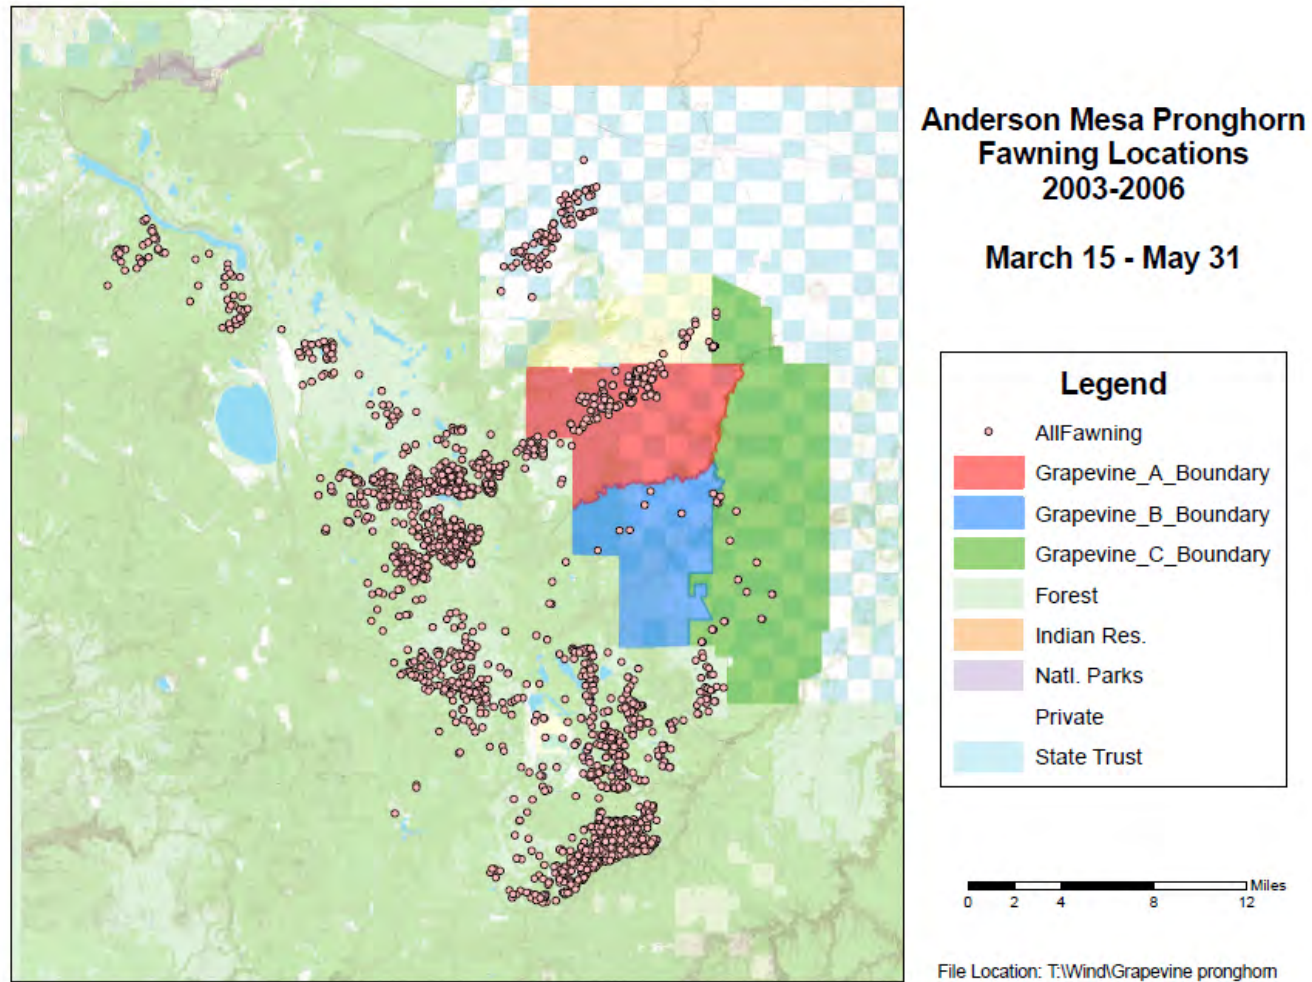 Anderson Mesa Pronghorn
Fawning Locations
2003-2006
March 15 - May 31
Legend
AllFawning
Grapevine_A_Boundary
Grapevine_B_Boundary
Grapevine_C_Boundary
Forest
Indian Res.
Natl. Parks
Private
State Trust
Miles
0 2 4 8 12
File Location: T:\Wind\Grapevine pronghorn